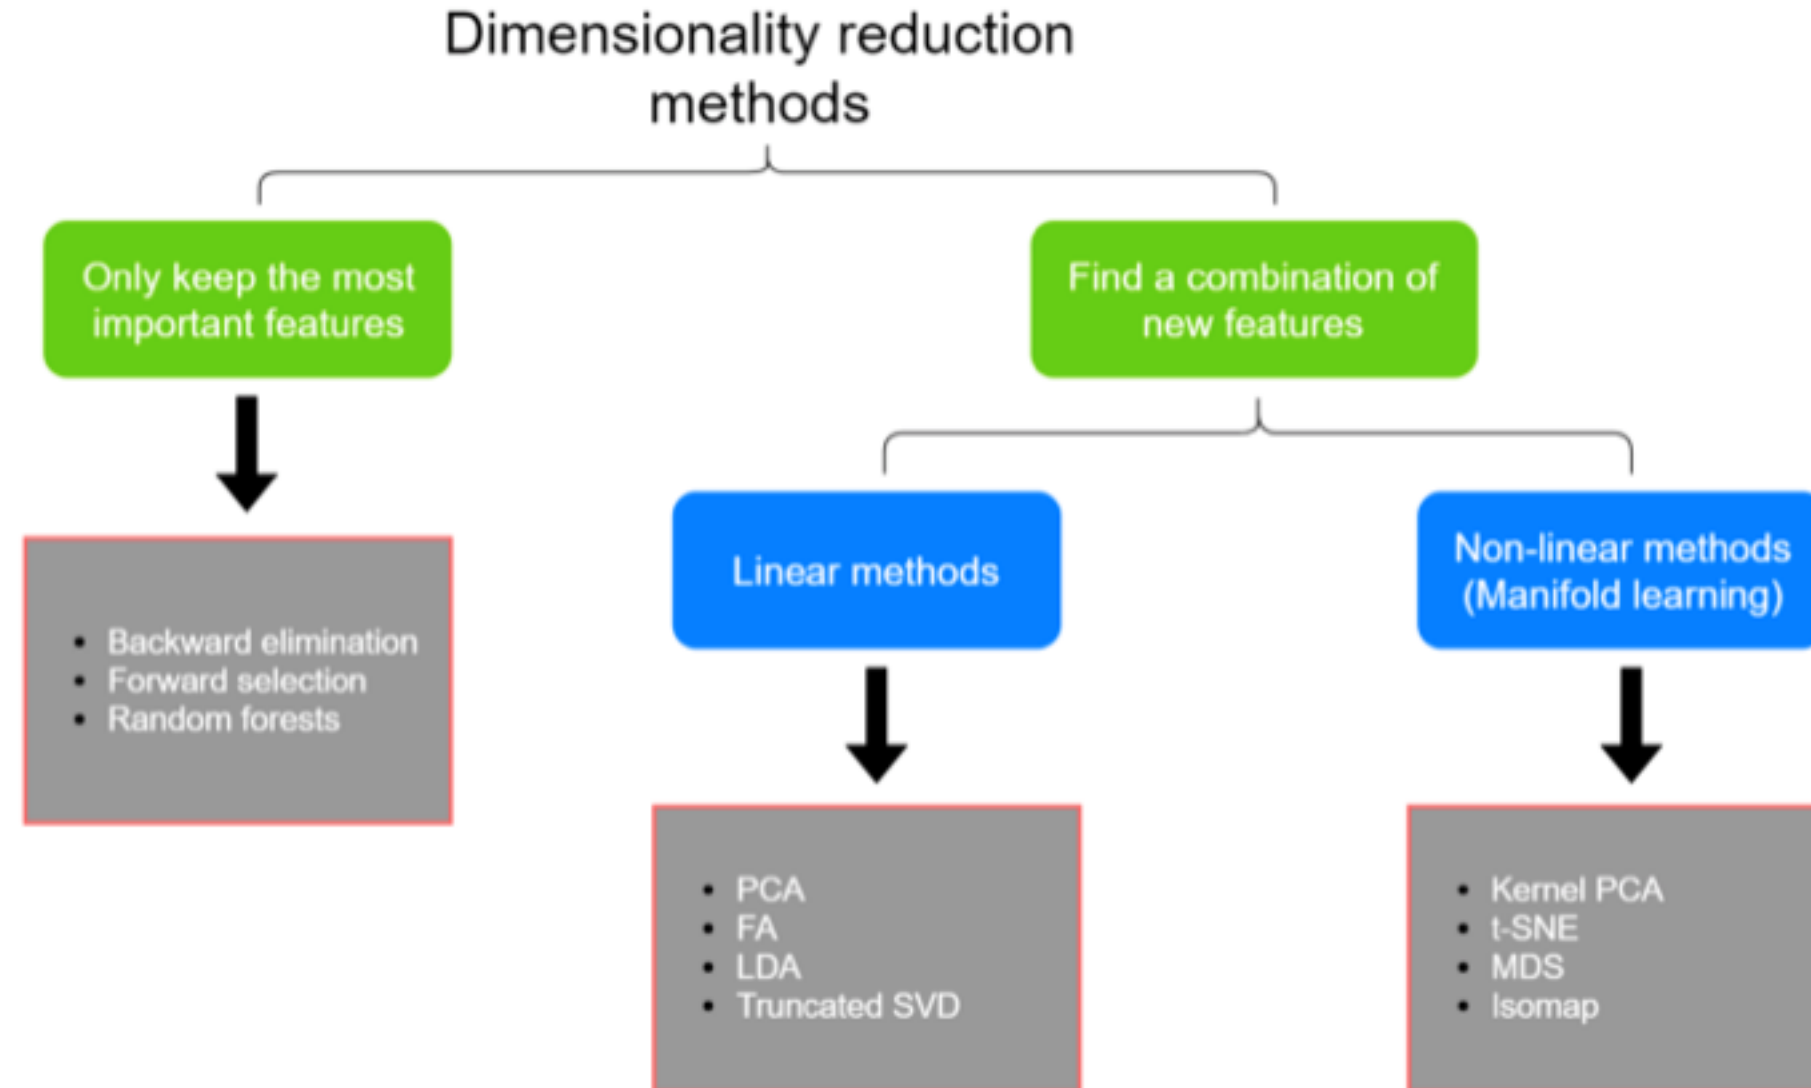 Dimensionality reduction
methods
Only keep the most
important features
Find a combination of
new features
• Backward elimination
• Forward selection
• Random forests
Linear methods
Non-linear methods
(Manifold learning)
• PCA
• FA
• LDA
• Truncated SVD
• Kernel PCA
• t-SNE
• MDS
• Isomap